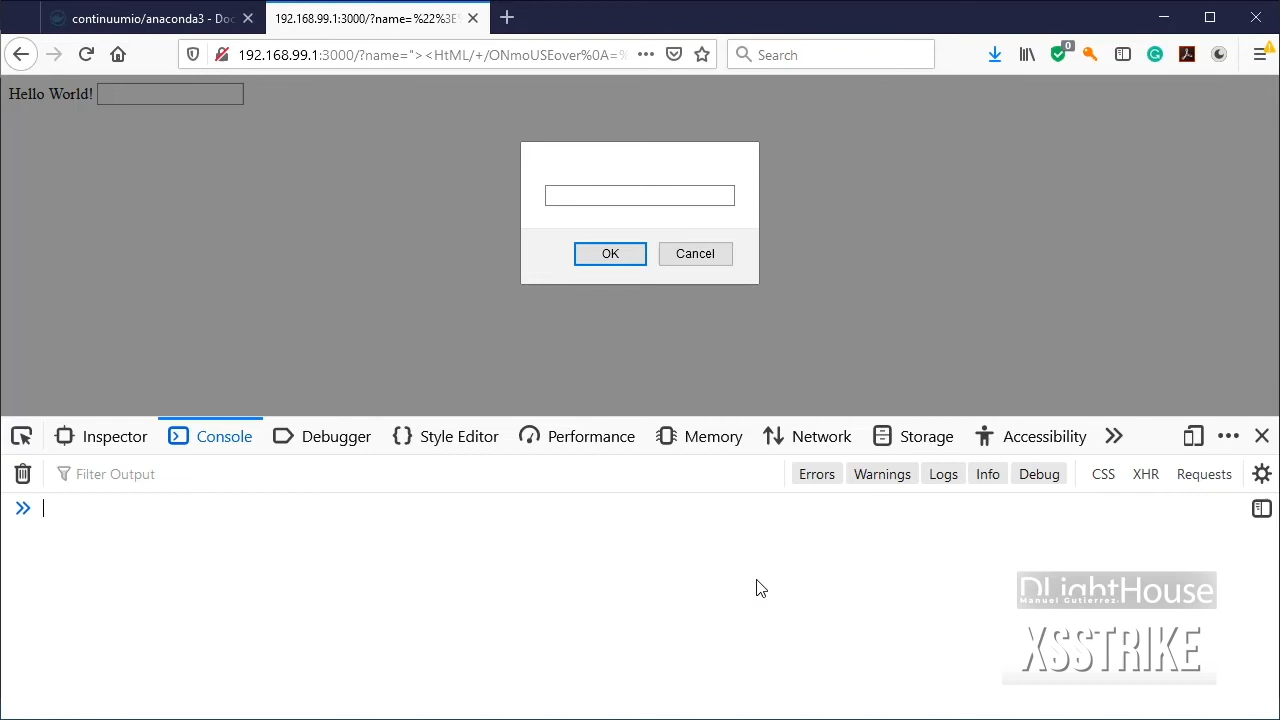 continuumio/anaconda3 - Doc
192.168.99.1:3000/?name=%22%3E
192.168.99.1:3000/?name="><HtML/+/ONmoUSEover%0A=%
Search
0
Hello World!
OK
Cancel
Inspector
Console
Debugger
Style Editor
Performance
Memory
Network
Storage
Accessibility
Filter Output
Errors
Warnings
Logs
Info
Debug
CSS
XHR
Requests
DLightHouse
Manuel Gutierrez
XSSTRIKE